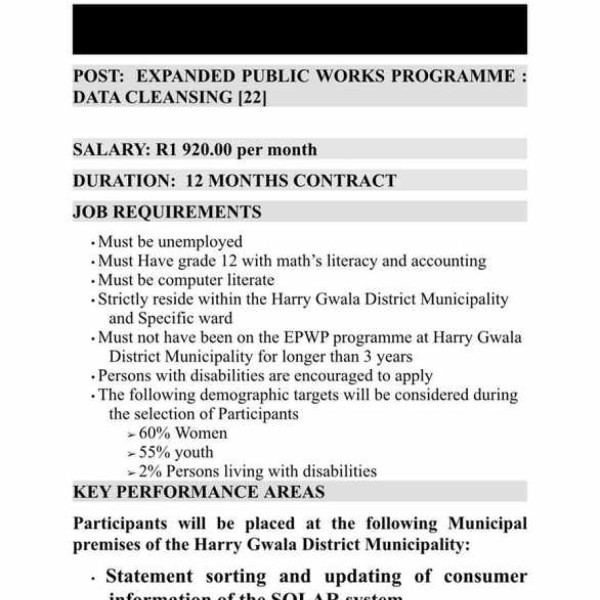 POST: EXPANDED PUBLIC WORKS PROGRAMME :
DATA CLEANSING [22]
SALARY: R1 920.00 per month
DURATION: 12 MONTHS CONTRACT
JOB REQUIREMENTS
• Must be unemployed
• Must Have grade 12 with math's literacy and accounting
• Must be computer literate
• Strictly reside within the Harry Gwala District Municipality
and Specific ward
• Must not have been on the EPWP programme at Harry Gwala
District Municipality for longer than 3 years
• Persons with disabilities are encouraged to apply
• The following demographic targets will be considered during
the selection of Participants
➢ 60% Women
➢ 55% youth
➢ 2% Persons living with disabilities
KEY PERFORMANCE AREAS
Participants will be placed at the following Municipal
premises of the Harry Gwala District Municipality:
• Statement sorting and updating of consumer
information of the SOLAR system